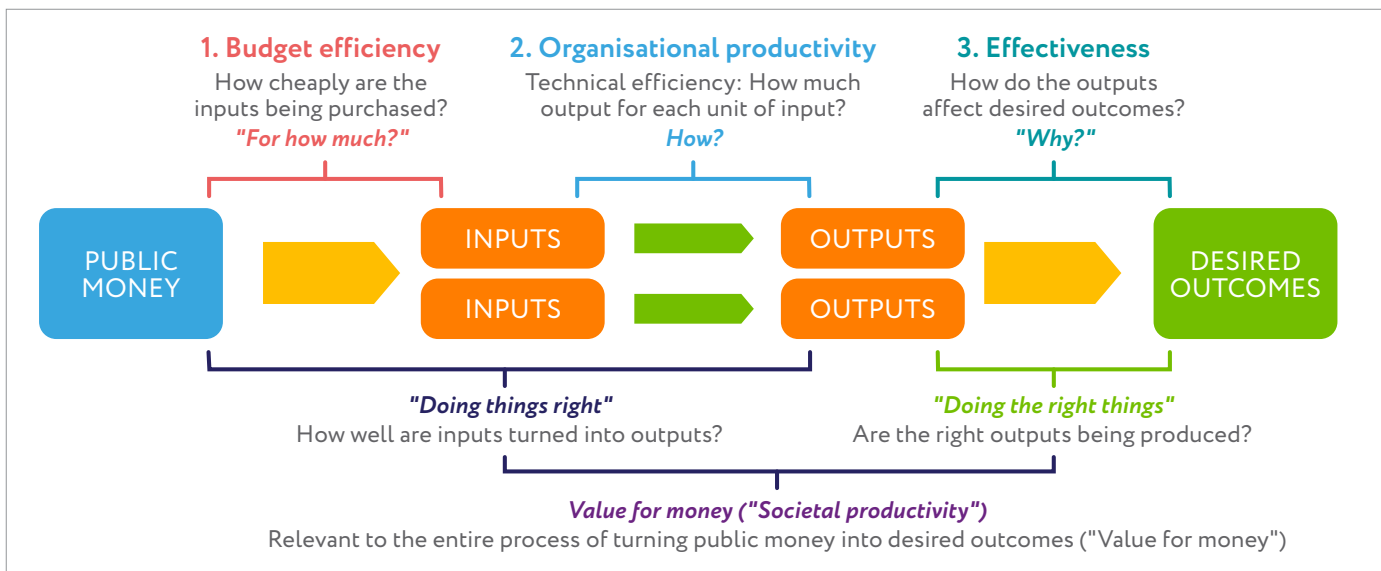 1. Budget efficiency
How cheaply are the
inputs being purchased?
"For how much?"
2. Organisational productivity
Technical efficiency: How much
output for each unit of input?
How?
3. Effectiveness
How do the outputs
affect desired outcomes?
"Why?"
PUBLIC
MONEY
INPUTS
INPUTS
OUTPUTS
OUTPUTS
DESIRED
OUTCOMES
"Doing things right"
How well are inputs turned into outputs?
"Doing the right things"
Are the right outputs being produced?
Value for money ("Societal productivity")
Relevant to the entire process of turning public money into desired outcomes ("Value for money")